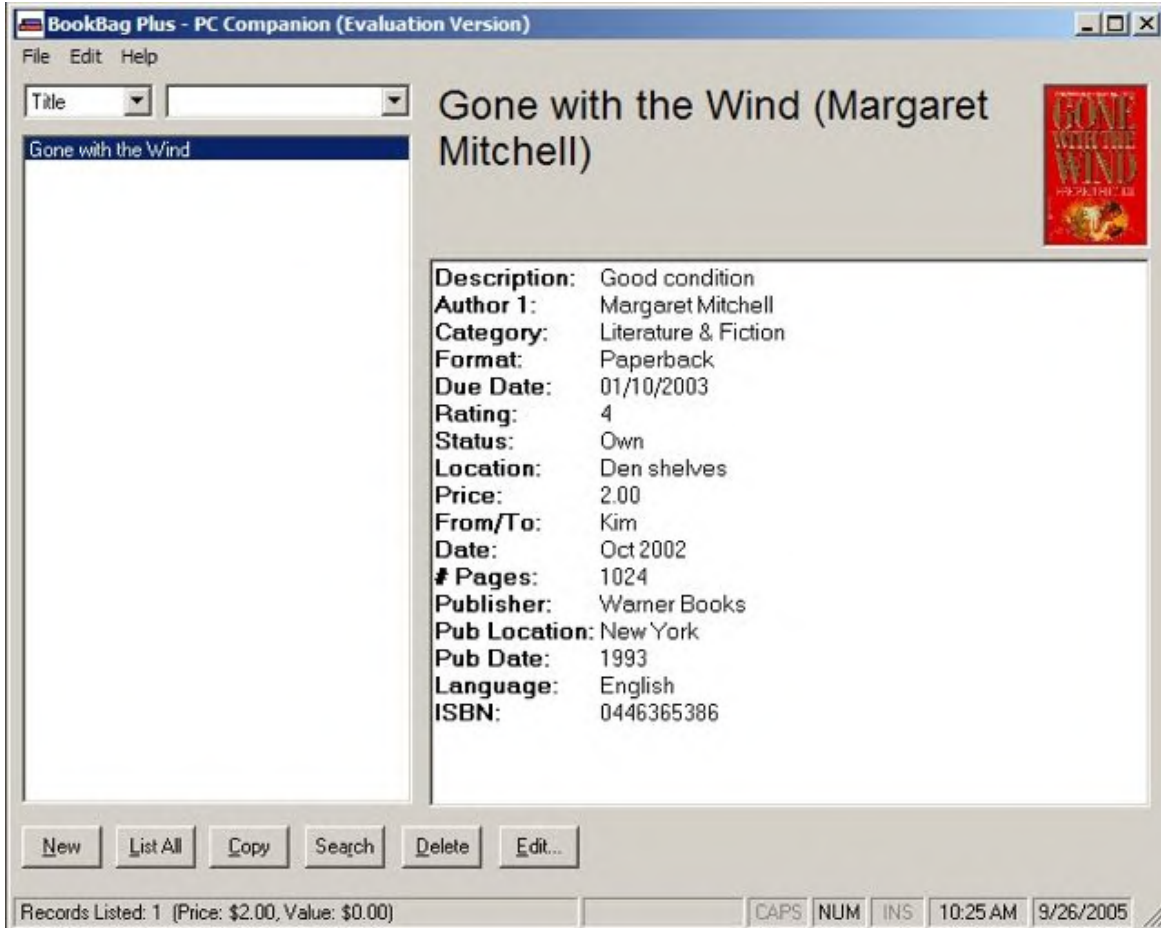 BookBag Plus - PC Companion (Evaluation Version)
File Edit Help
Title
Gone with the Wind
Gone with the Wind (Margaret
Mitchell)
GONE
WITH THE
WIND
Description: Good condition
Author 1: Margaret Mitchell
Category: Literature & Fiction
Format: Paperback
Due Date: 01/10/2003
Rating: 4
Status: Own
Location: Den shelves
Price: 2.00
From/To: Kim
Date: Oct 2002
# Pages: 1024
Publisher: Warner Books
Pub Location: New York
Pub Date: 1993
Language: English
ISBN: 0446365386
New List All Copy Search Delete Edit...
Records Listed: 1 (Price: $2.00, Value: $0.00) CAPS NUM INS 10:25 AM 9/26/2005